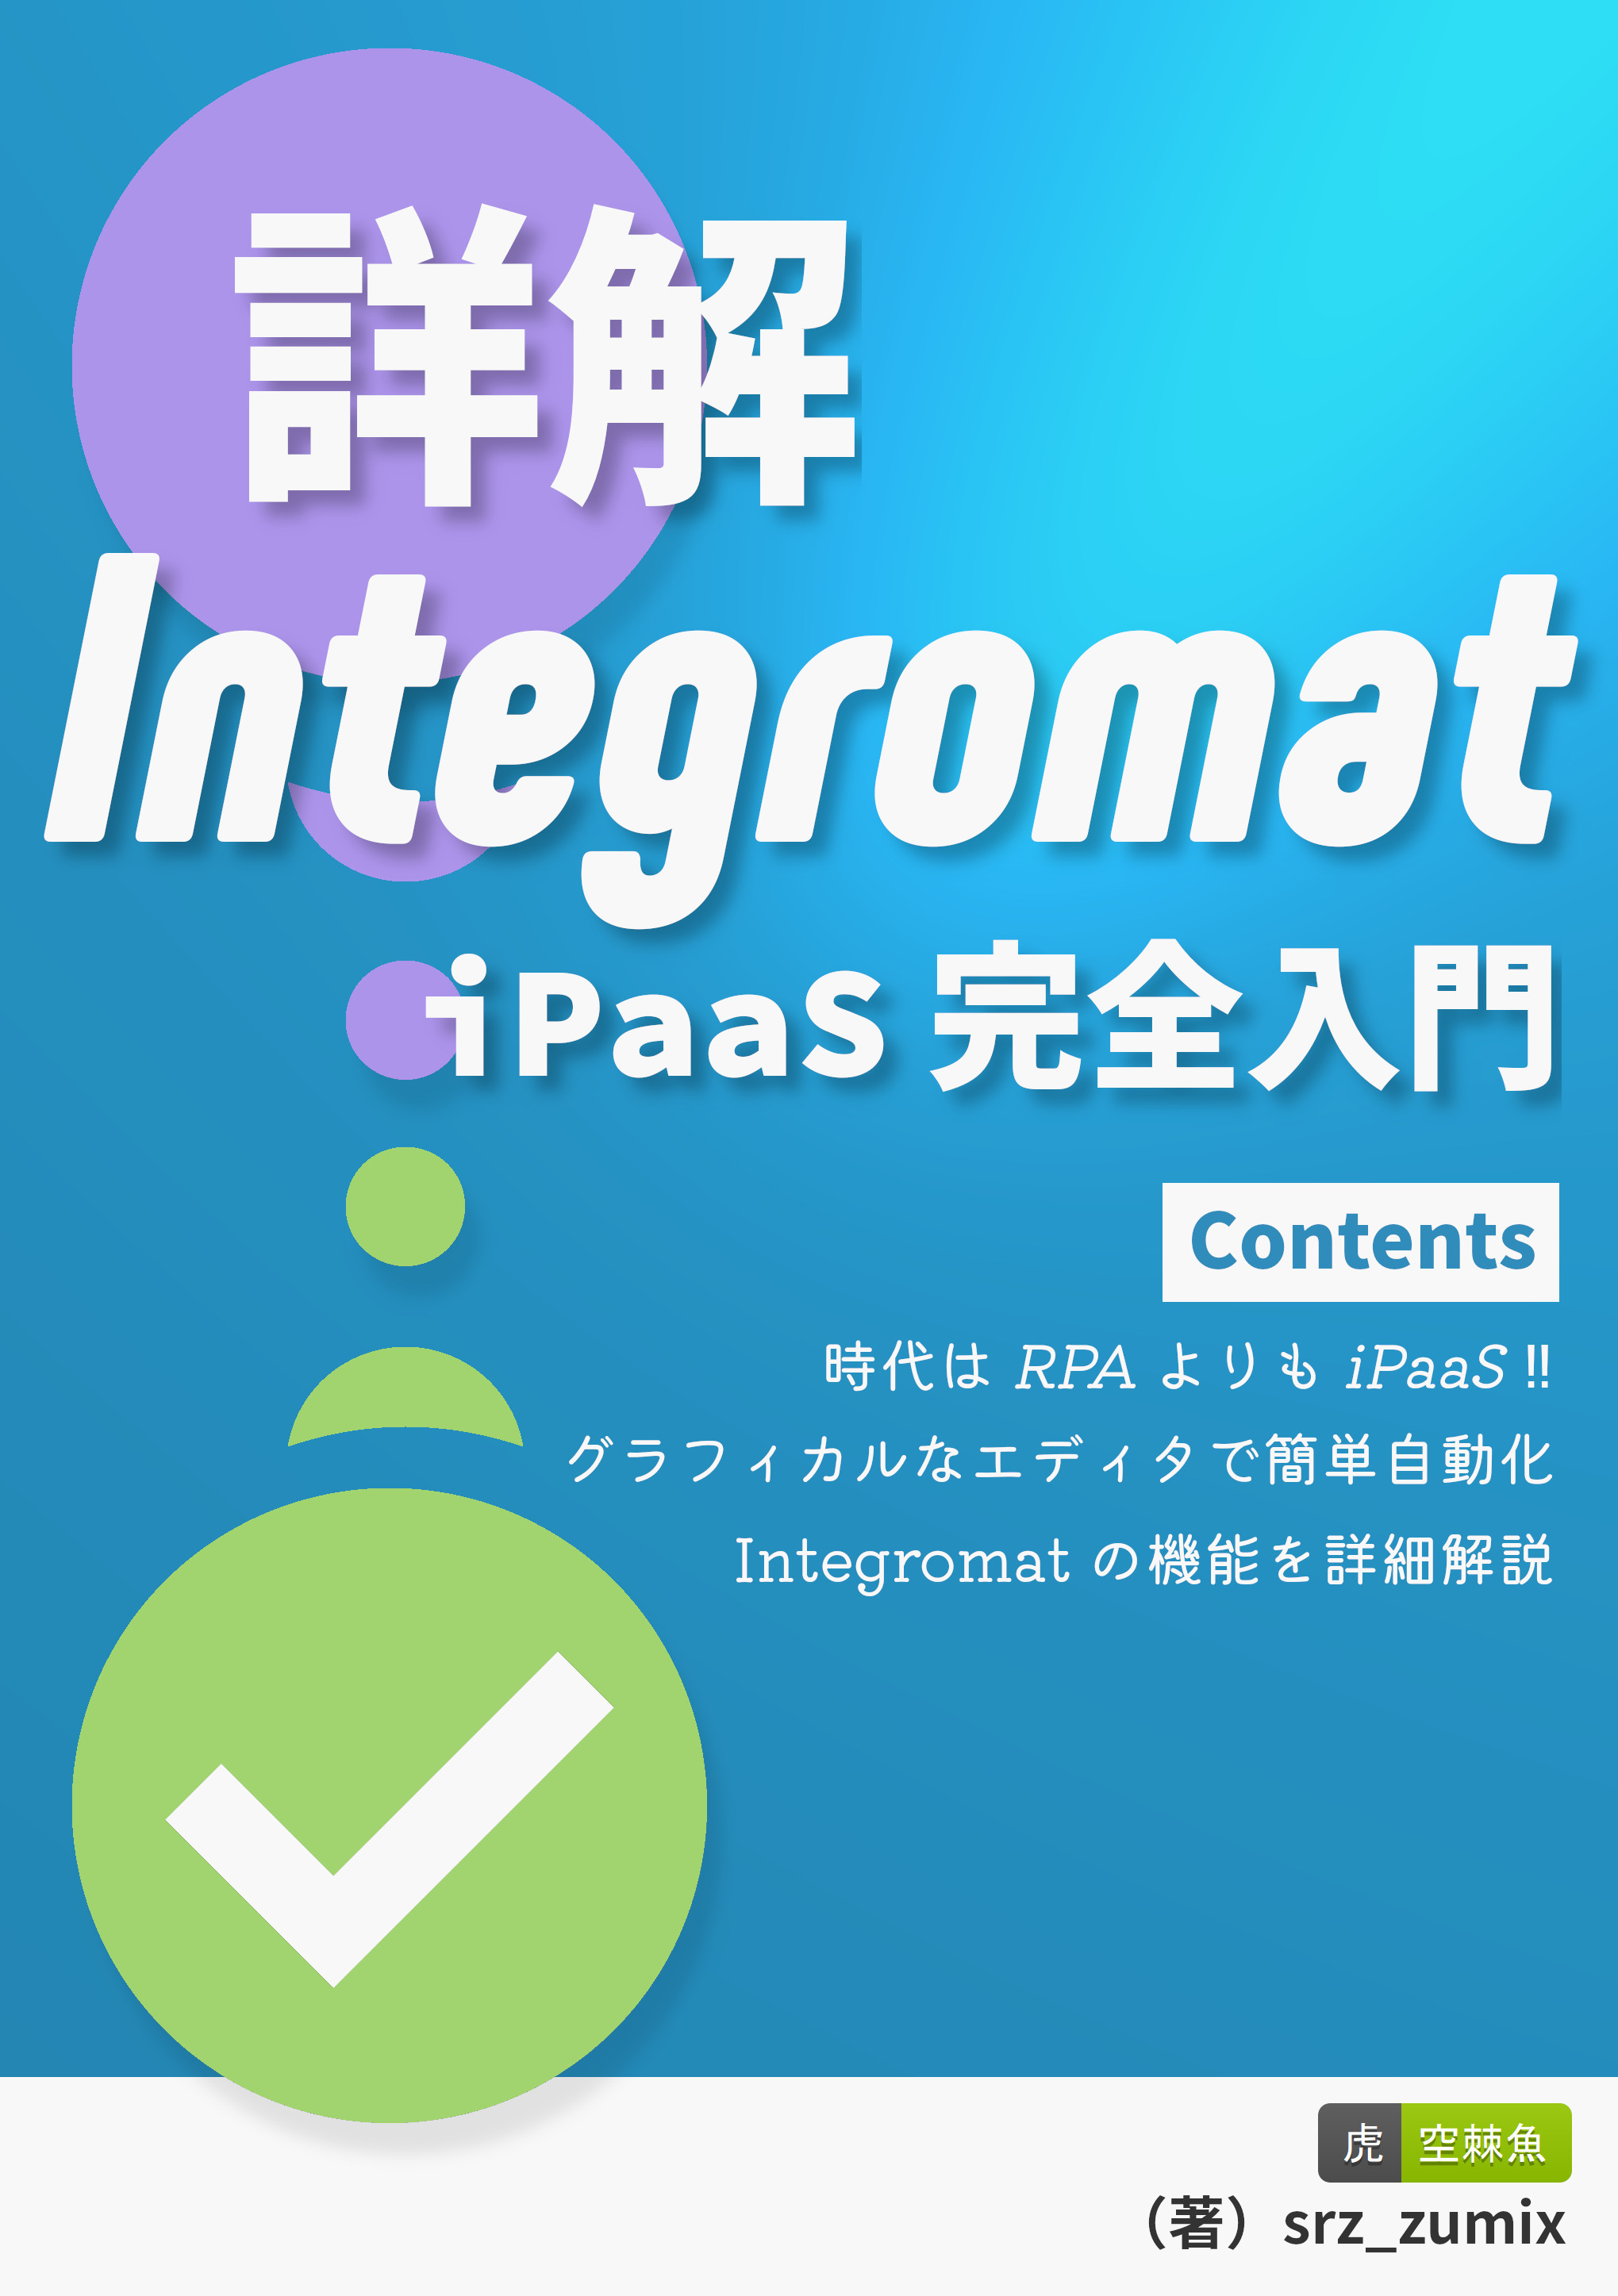 詳解
Integromat
iPaaS 完全入門
Contents
時代は RPA よりも iPaaS !!
グラフィカルなエディタで簡単自動化
Integromat の機能を詳細解説
虎 空棘魚
（著）srz_zumix